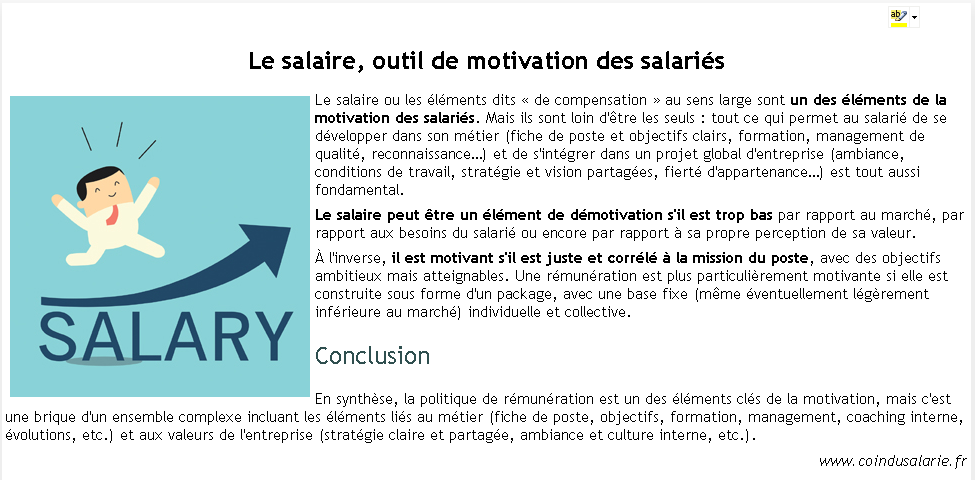 ab
Le salaire, outil de motivation des salariés
Le salaire ou les éléments dits « de compensation » au sens large sont un des éléments de la
motivation des salariés. Mais ils sont loin d'être les seuls : tout ce qui permet au salarié de se
développer dans son métier (fiche de poste et objectifs clairs, formation, management de
qualité, reconnaissance...) et de s'intégrer dans un projet global d'entreprise (ambiance,
conditions de travail, stratégie et vision partagées, fierté d'appartenance...) est tout aussi
fondamental.
Le salaire peut être un élément de démotivation s'il est trop bas par rapport au marché, par
rapport aux besoins du salarié ou encore par rapport à sa propre perception de sa valeur.
À l'inverse, il est motivant s'il est juste et corrélé à la mission du poste, avec des objectifs
ambitieux mais atteignables. Une rémunération est plus particulièrement motivante si elle est
construite sous forme d'un package, avec une base fixe (même éventuellement légèrement
inférieure au marché) individuelle et collective.
SALARY
Conclusion
En synthèse, la politique de rémunération est un des éléments clés de la motivation, mais c'est
une brique d'un ensemble complexe incluant les éléments liés au métier (fiche de poste, objectifs, formation, management, coaching interne,
évolutions, etc.) et aux valeurs de l'entreprise (stratégie claire et partagée, ambiance et culture interne, etc.).
www.coindusalarie.fr